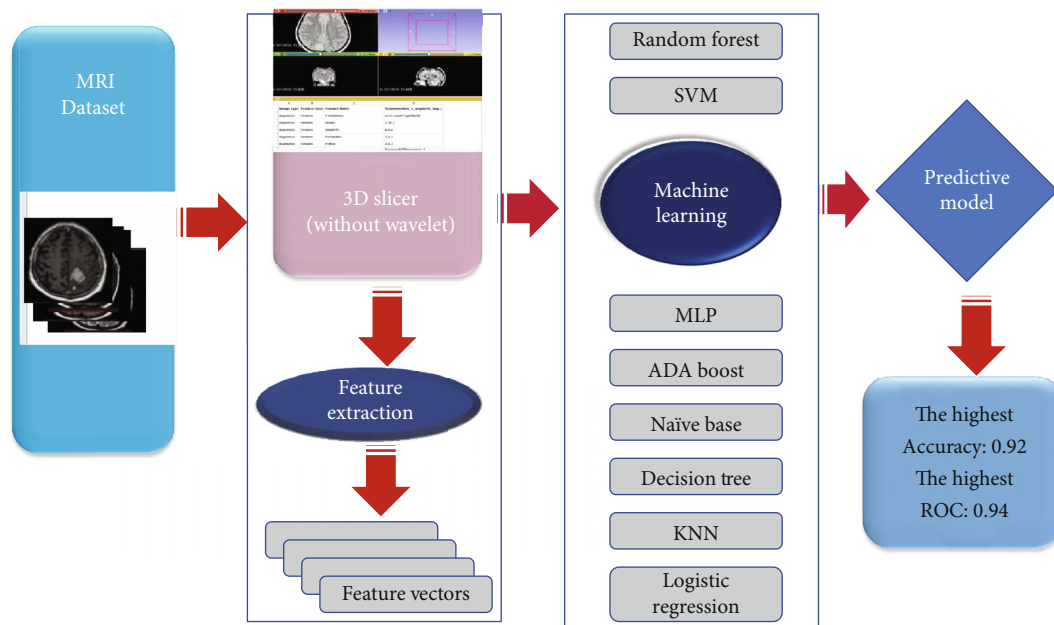 MRI
Dataset
3D slicer
(without wavelet)
Feature
extraction
Feature vectors
Random forest
SVM
Machine
learning
MLP
ADA boost
Naïve base
Decision tree
KNN
Logistic
regression
Predictive
model
The highest
Accuracy: 0.92
The highest
ROC: 0.94